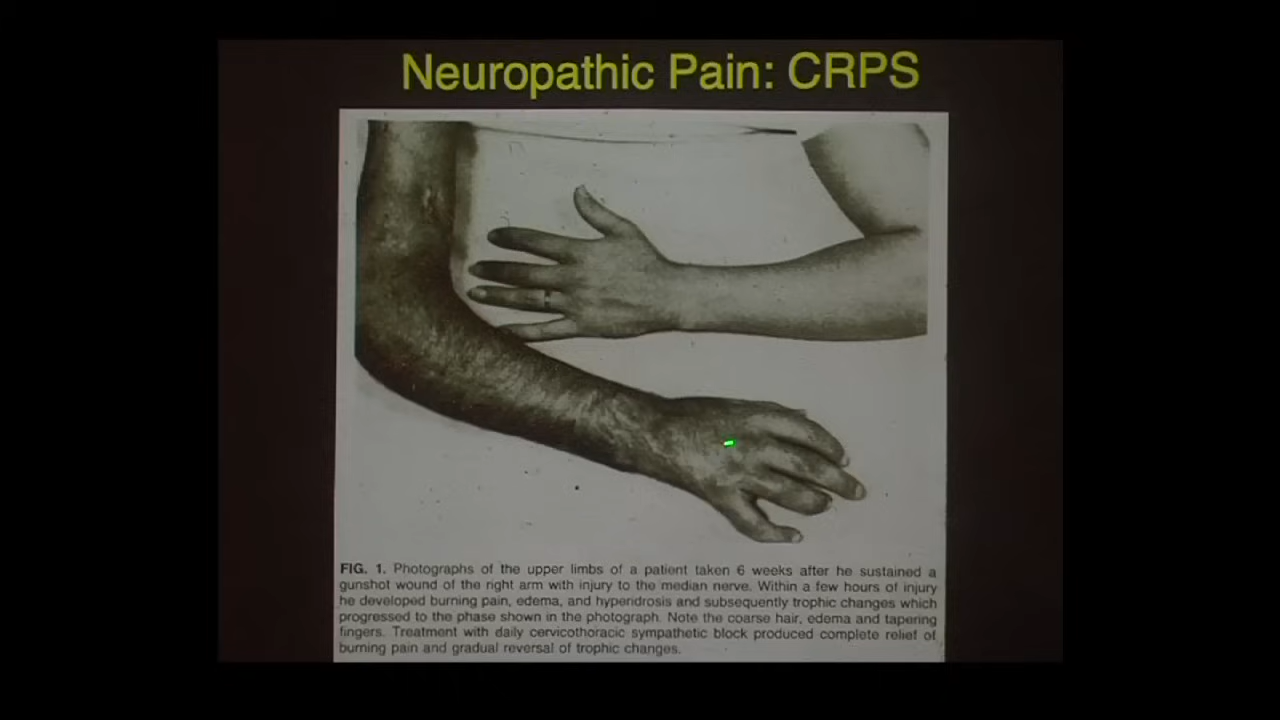 Neuropathic Pain: CRPS
FIG. 1. Photographs of the upper limbs of a patient taken 6 weeks after he sustained a
gunshot wound of the right arm with injury to the median nerve. Within a few hours of injury
he developed burning pain, edema, and hyperidrosis and subsequently trophic changes which
progressed to the phase shown in the photograph. Note the coarse hair, edema and tapering
fingers. Treatment with daily cervicothoracic sympathetic block produced complete relief of
burning pain and gradual reversal of trophic changes.